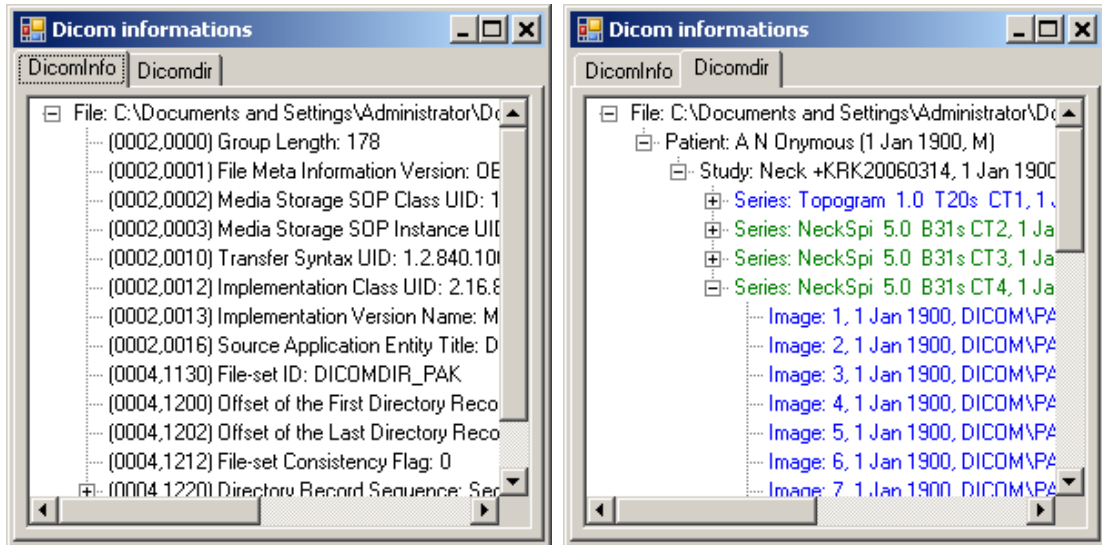 Dicom informations
DicomInfo Dicomdir
File: C:\Documents and Settings\Administrator\Do
(0002,0000) Group Length: 178
(0002,0001) File Meta Information Version: OB
(0002,0002) Media Storage SOP Class UID: 1
(0002,0003) Media Storage SOP Instance UID
(0002,0010) Transfer Syntax UID: 1.2.840.100
(0002,0012) Implementation Class UID: 2.16.8
(0002,0013) Implementation Version Name: M
(0002,0016) Source Application Entity Title: D
(0004,1130) File-set ID: DICOMDIR_PAK
(0004,1200) Offset of the First Directory Reco
(0004,1202) Offset of the Last Directory Reco
(0004,1212) File-set Consistency Flag: 0
(0004,1220) Directory Record Sequence: Seq
Dicom informations
DicomInfo Dicomdir
File: C:\Documents and Settings\Administrator\Do
Patient: A N Onymous (1 Jan 1900, M)
Study: Neck +KRK20060314, 1 Jan 1900
Series: Topogram 1.0 T20s CT1, 1 J
Series: NeckSpi 5.0 B31s CT2, 1 Ja
Series: NeckSpi 5.0 B31s CT3, 1 Ja
Series: NeckSpi 5.0 B31s CT4, 1 Ja
Image: 1, 1 Jan 1900, DICOM\PA
Image: 2, 1 Jan 1900, DICOM\PA
Image: 3, 1 Jan 1900, DICOM\PA
Image: 4, 1 Jan 1900, DICOM\PA
Image: 5, 1 Jan 1900, DICOM\PA
Image: 6, 1 Jan 1900, DICOM\PA
Image: 7, 1 Jan 1900, DICOM\PA